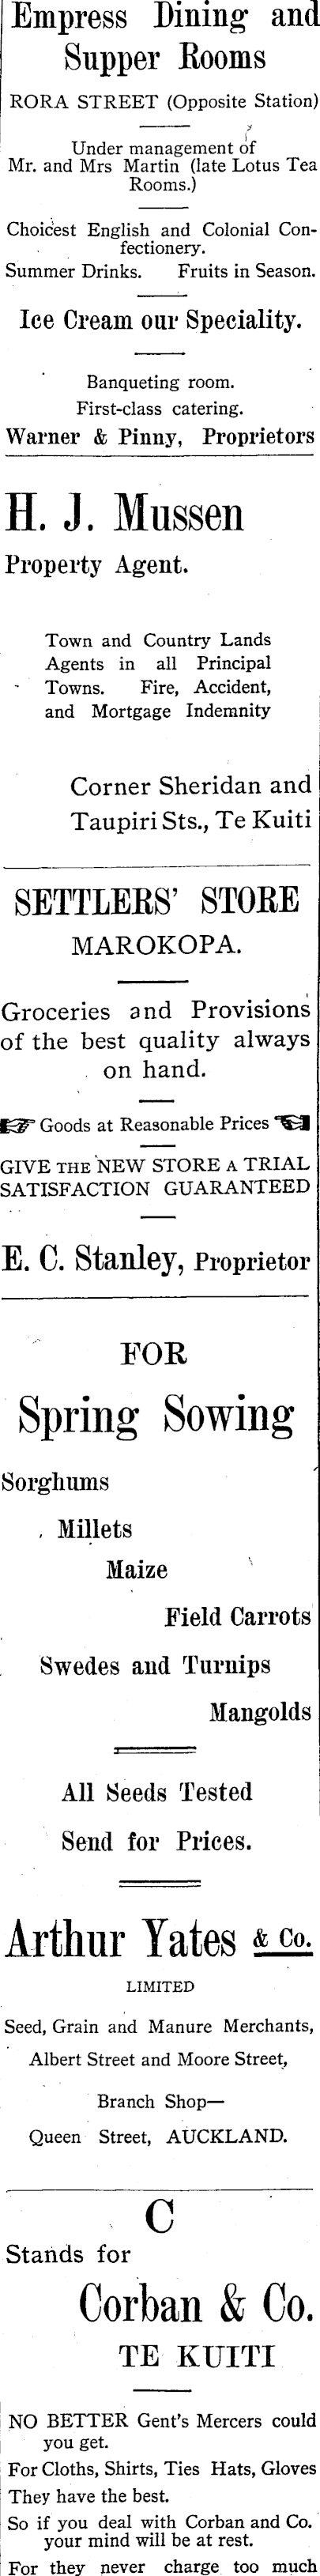 Empress Dining and
Supper Rooms
RORA STREET (Opposite Station)
Under management of
Mr. and Mrs Martin (late Lotus Tea
Rooms.)
Choicest English and Colonial Con-
fectionery.
Summer Drinks. Fruits in Season.
Ice Cream our Speciality.
Banqueting room.
First-class catering.
Warner & Pinny, Proprietors
H. J. Mussen
Property Agent.
Town and Country Lands
Agents in all Principal
Towns. Fire, Accident,
and Mortgage Indemnity
Corner Sheridan and
Taupiri Sts., Te Kuiti
SETTLERS' STORE
MAROKOPA.
Groceries and Provisions
of the best quality always
on hand.
☞ Goods at Reasonable Prices ☜
GIVE THE NEW STORE A TRIAL
SATISFACTION GUARANTEED
E. C. Stanley, Proprietor
FOR
Spring Sowing
Sorghums
Millets
Maize
Field Carrots
Swedes and Turnips
Mangolds
All Seeds Tested
Send for Prices.
Arthur Yates & Co.
LIMITED
Seed, Grain and Manure Merchants,
Albert Street and Moore Street,
Branch Shop—
Queen Street, AUCKLAND.
C
Stands for
Corban & Co.
TE KUITI
NO BETTER Gent's Mercers could
you get.
For Cloths, Shirts, Ties Hats, Gloves
They have the best.
So if you deal with Corban and Co.
your mind will be at rest.
For they never charge too much